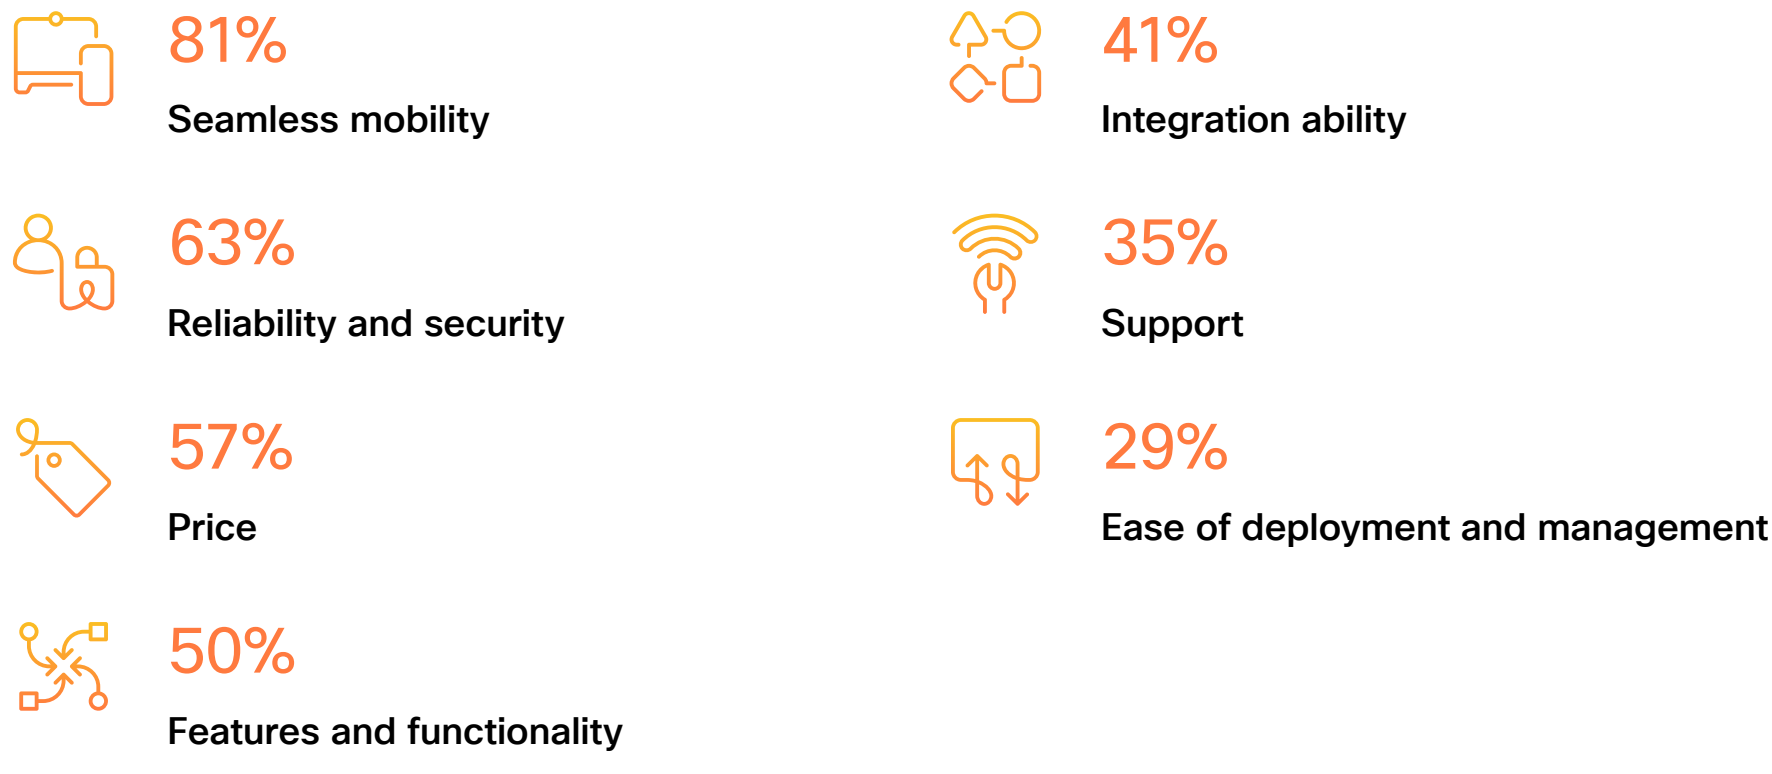 81%
Seamless mobility
63%
Reliability and security
57%
Price
50%
Features and functionality
41%
Integration ability
35%
Support
29%
Ease of deployment and management